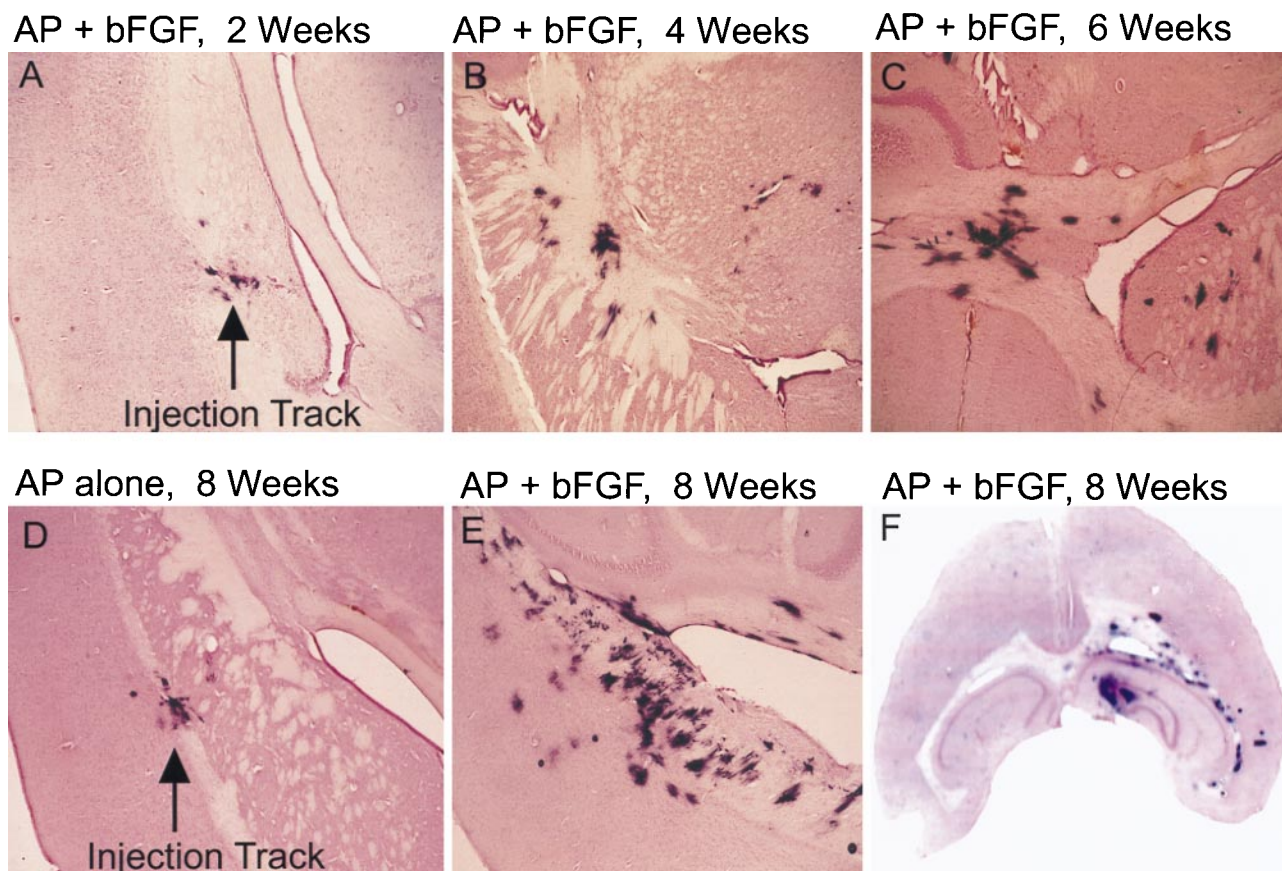 AP + bFGF, 2 Weeks
AP + bFGF, 4 Weeks
AP + bFGF, 6 Weeks
A
B
C
Injection Track
AP alone, 8 Weeks
AP + bFGF, 8 Weeks
AP + bFGF, 8 Weeks
D
E
F
Injection Track